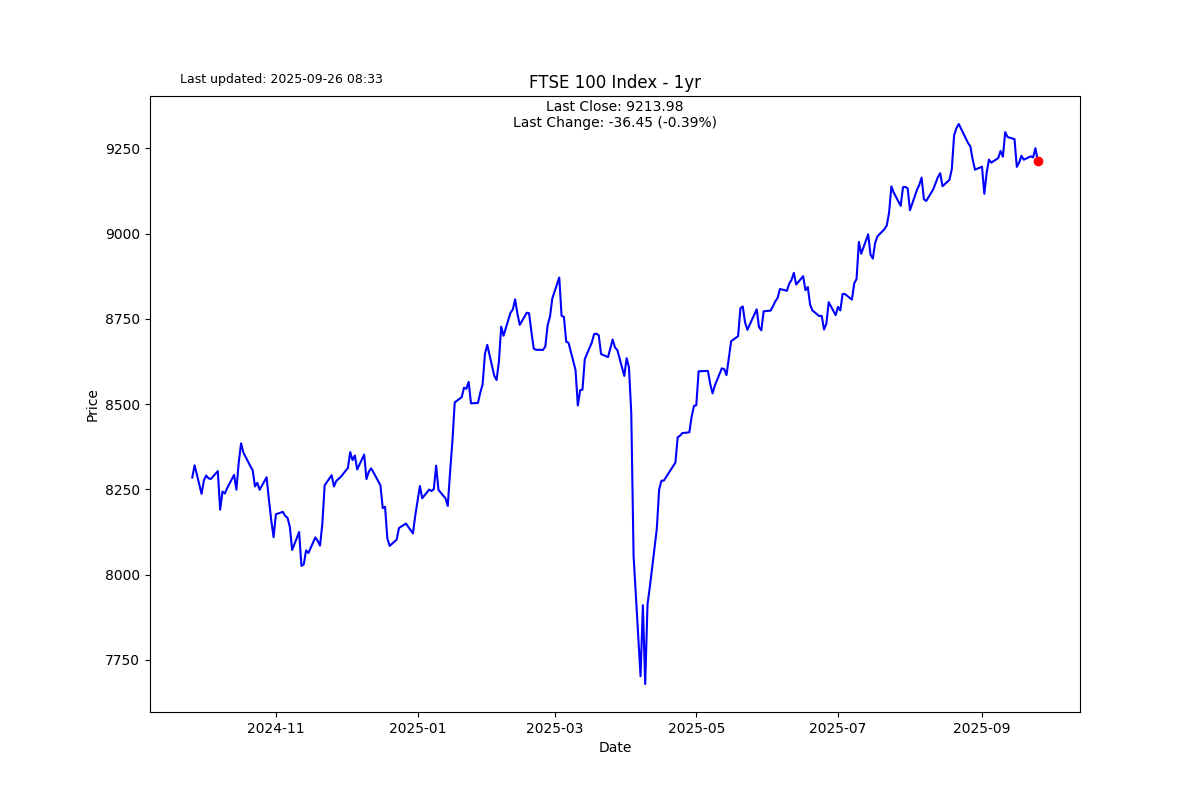 Last updated: 2025-09-26 08:33
FTSE 100 Index - 1yr
Last Close: 9213.98
Last Change: -36.45 (-0.39%)
9250
9000
8750
8500
8250
8000
7750
Price
2024-11
2025-01
2025-03
2025-05
2025-07
2025-09
Date